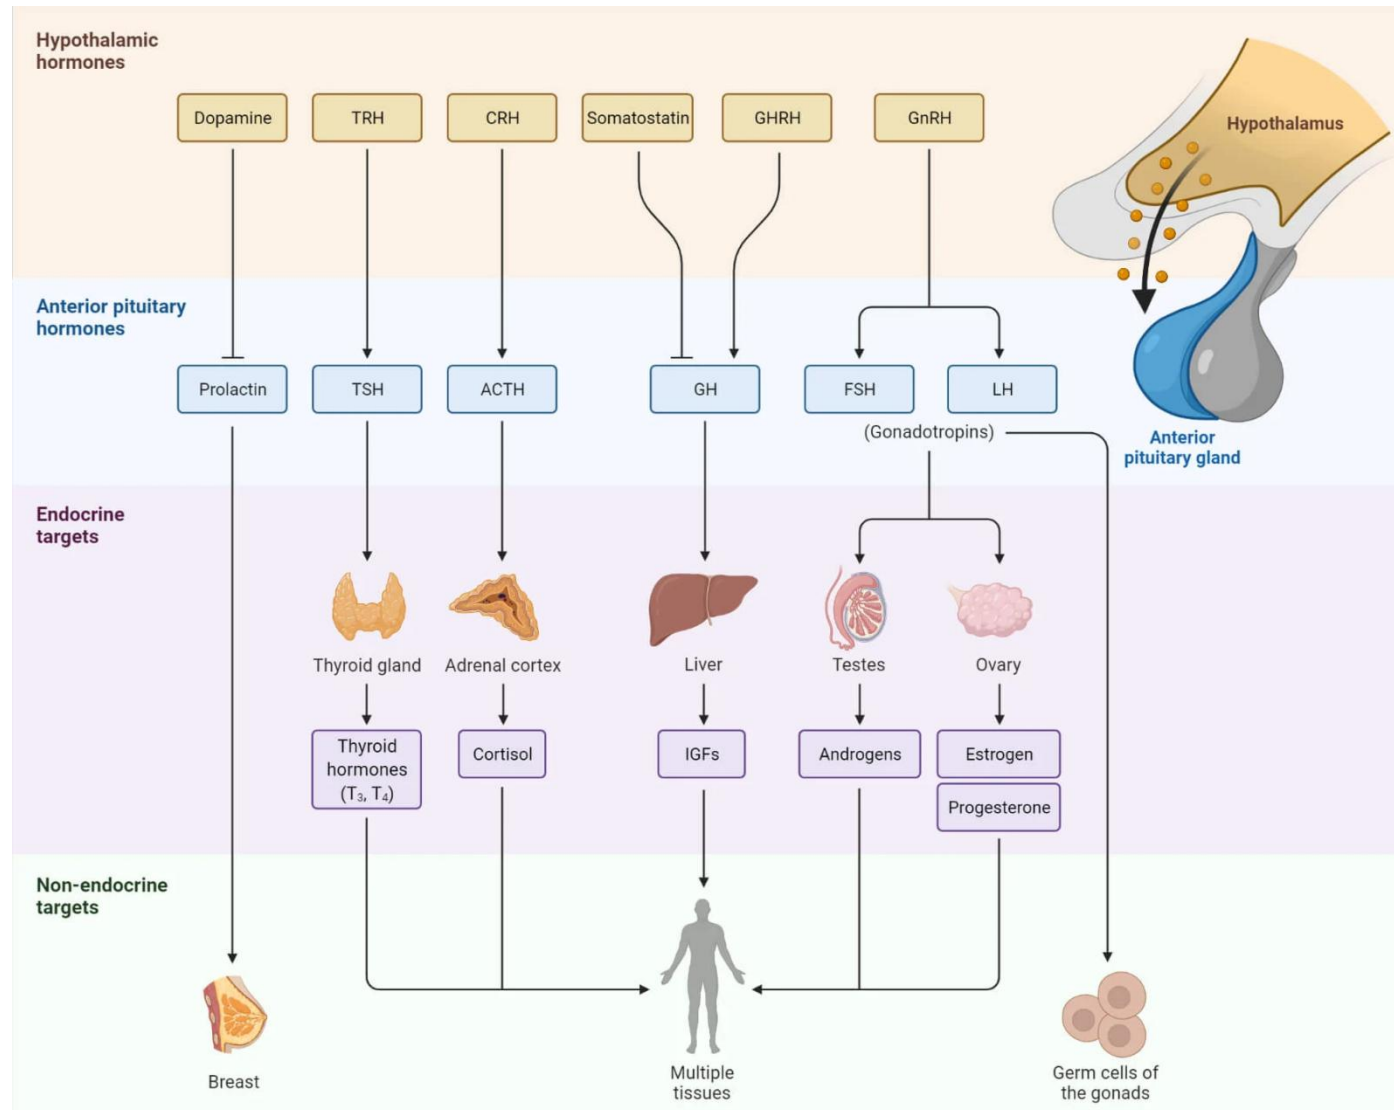 Hypothalamic
hormones
Dopamine
TRH
CRH
Somatostatin
GHRH
GnRH
Hypothalamus
Anterior pituitary
hormones
Prolactin
TSH
ACTH
GH
FSH
LH
(Gonadotropins)
Anterior
pituitary gland
Endocrine
targets
Thyroid gland
Adrenal cortex
Liver
Testes
Ovary
Thyroid
hormones
(T₃, T₄)
Cortisol
IGFs
Androgens
Estrogen
Progesterone
Non-endocrine
targets
Breast
Multiple
tissues
Germ cells of
the gonads